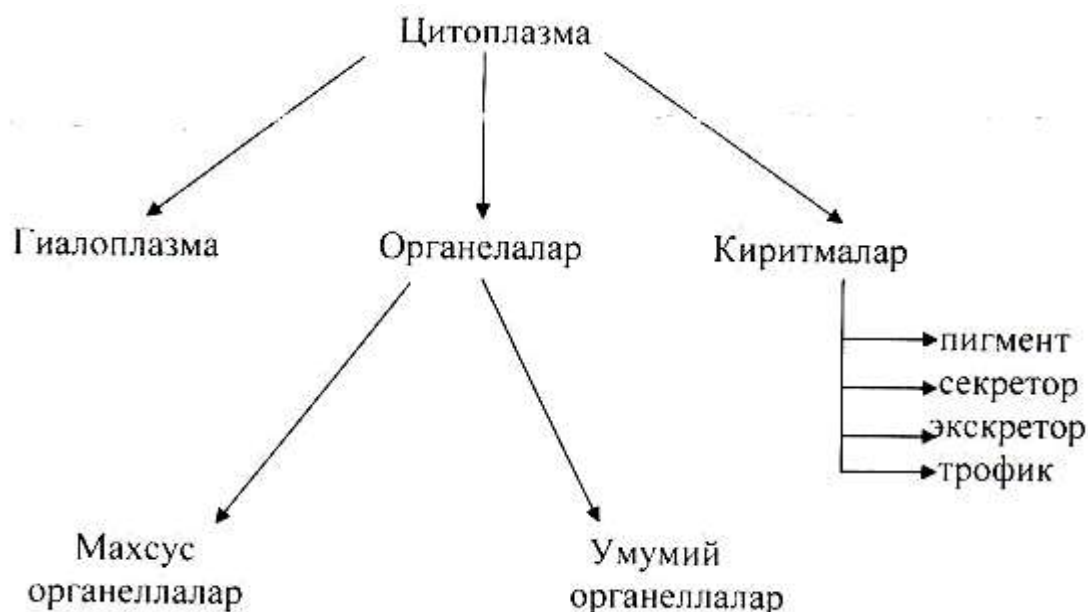 Цитоплазма
Гиалоплазма
Органелалар
Киритмалар
пигмент
секретор
экскретор
трофик
Махсус
органеллалар
Умумий
органеллалар